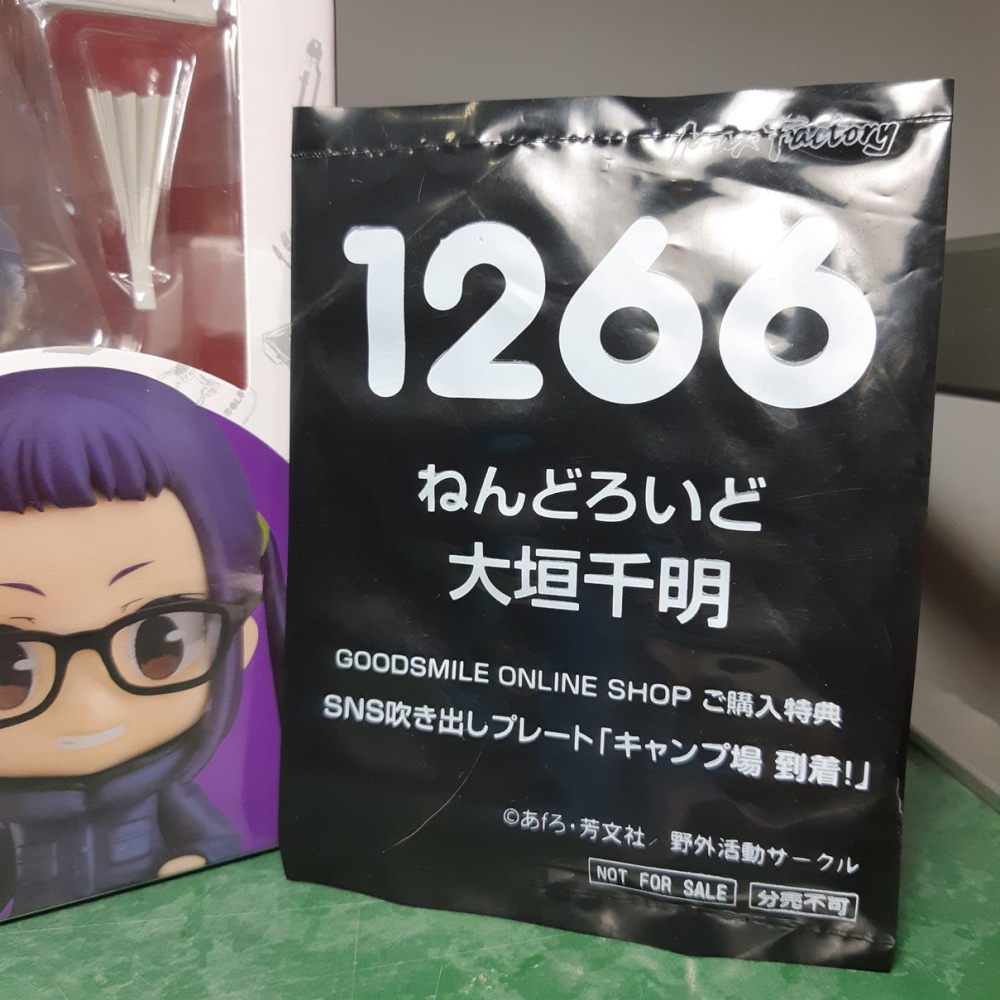 Max Factory
1266
ねんどろいど
大垣千明
GOODSMILE ONLINE SHOP ご購入特典
SNS吹き出しプレート「キャンプ場 到着!」
©あfろ・芳文社/野外活動サークル
NOT FOR SALE
分売不可